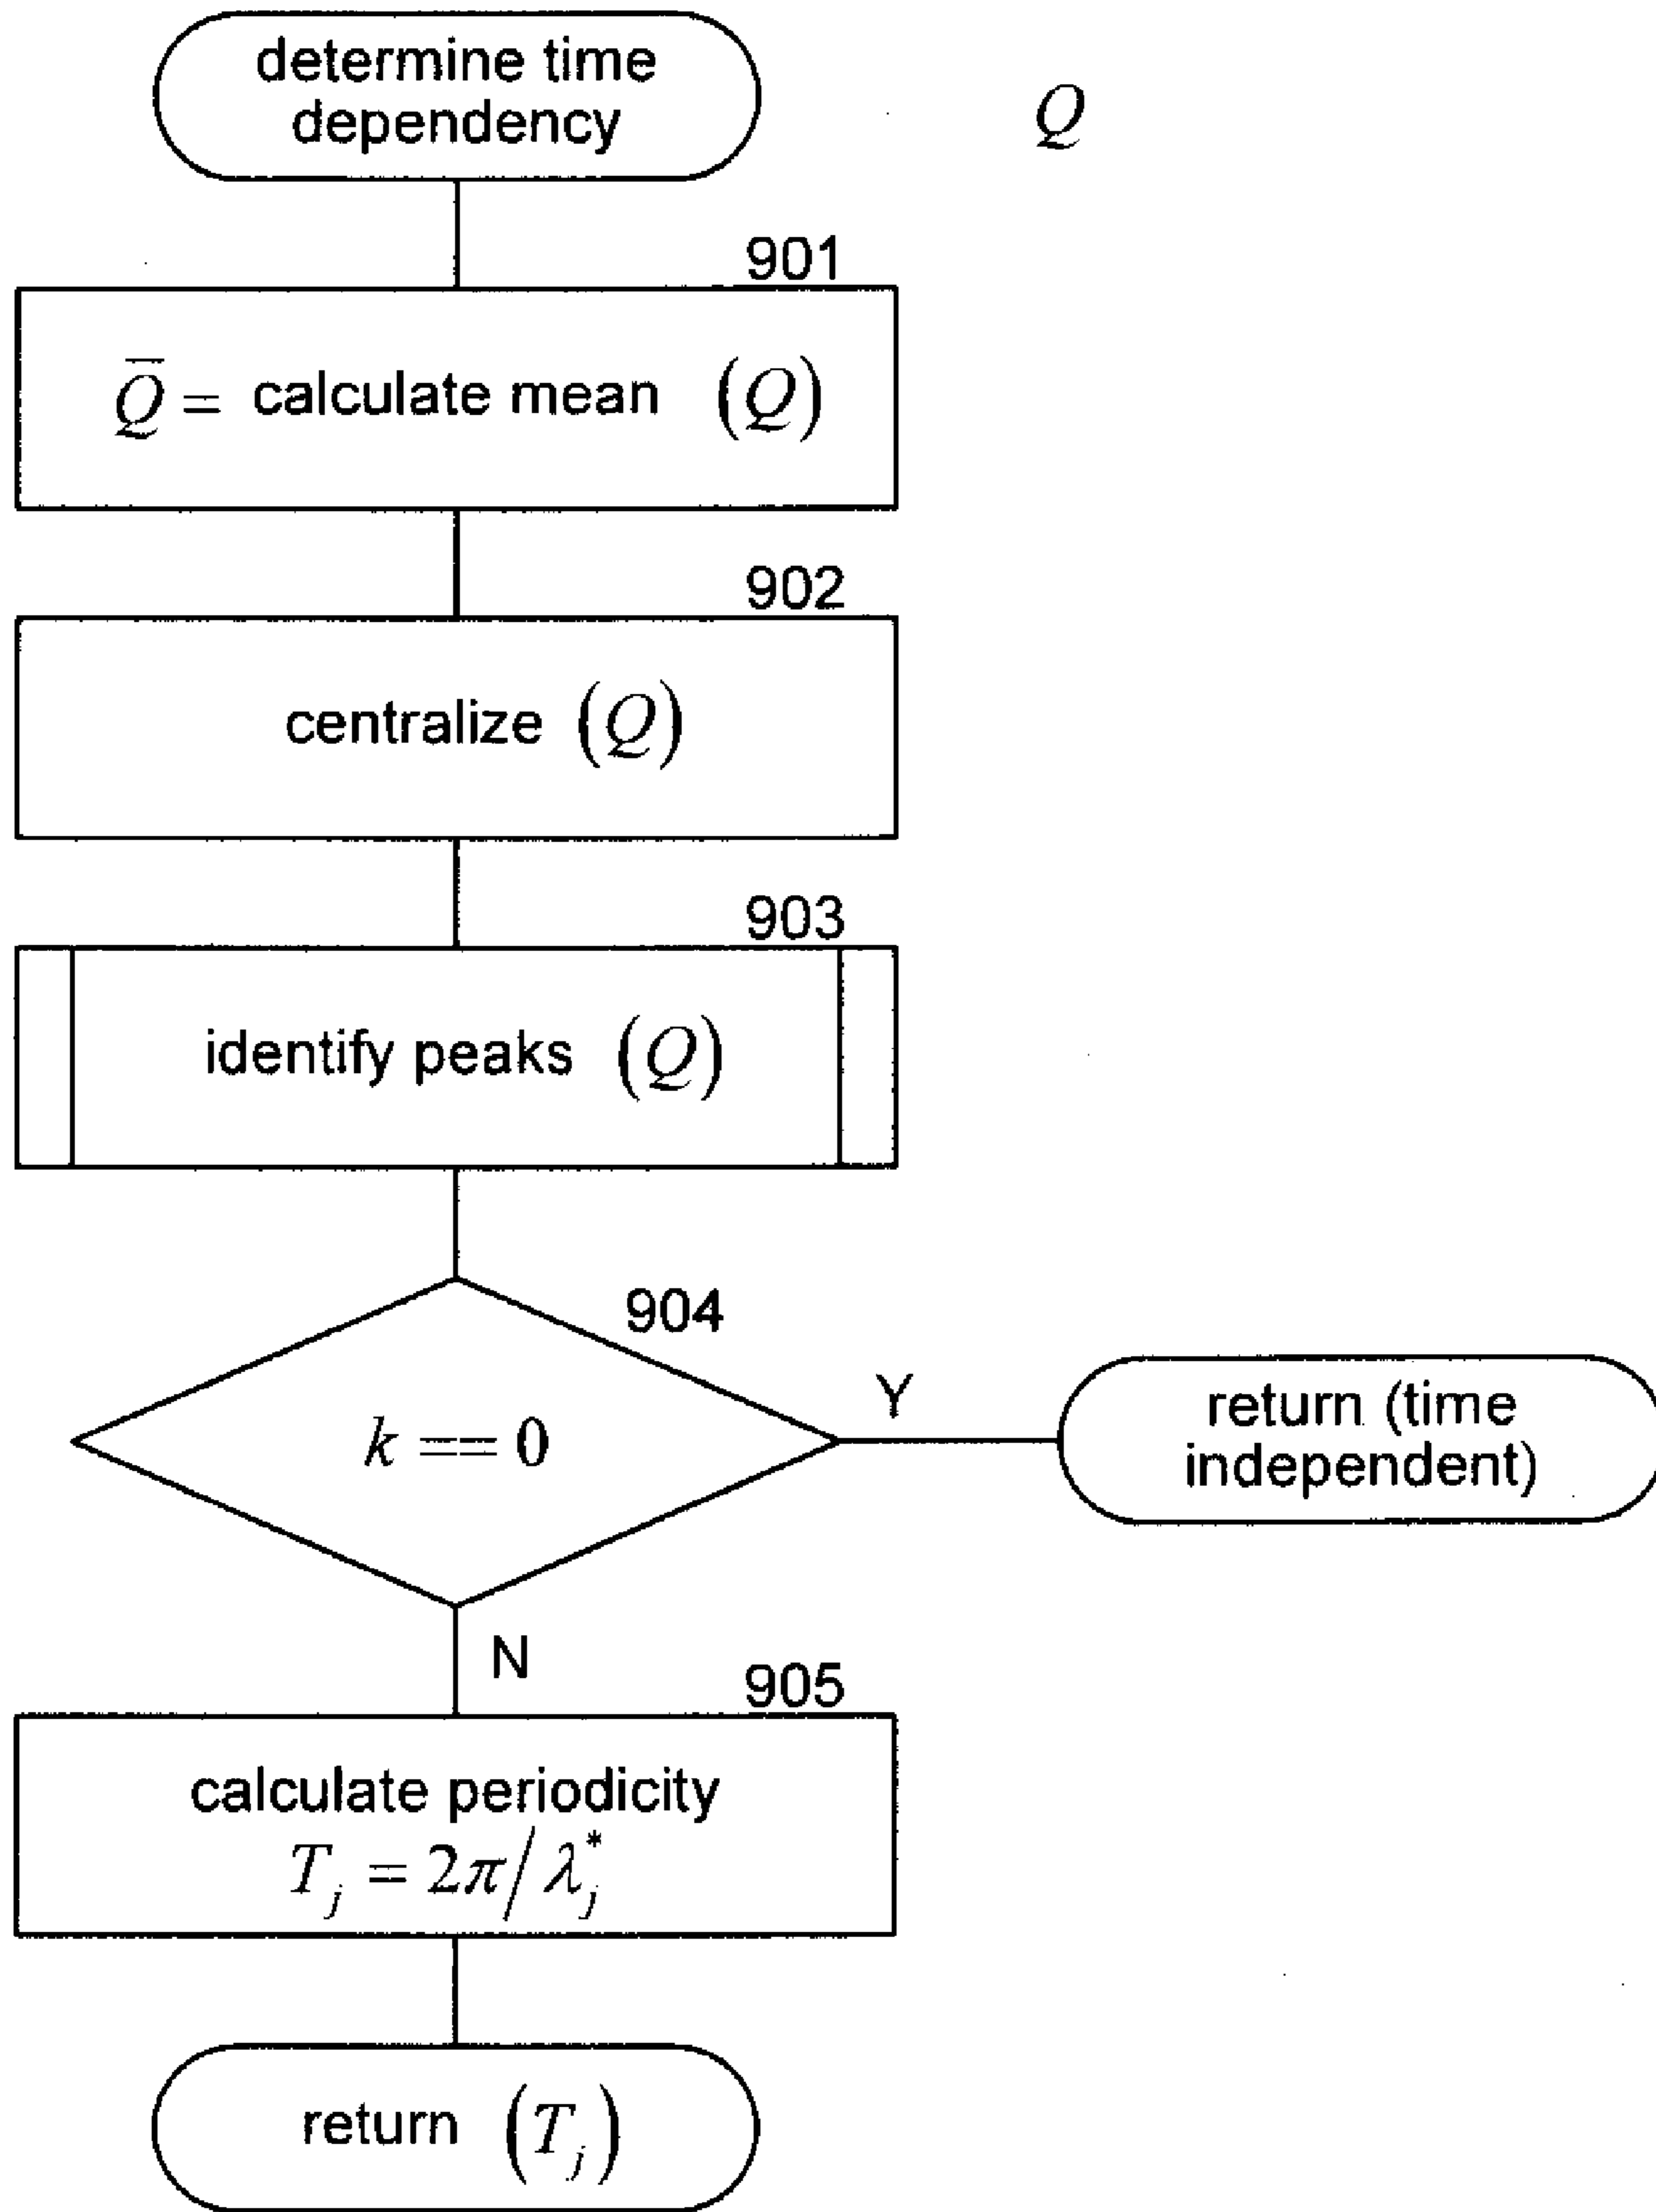 determine time
dependency
Q
901
Q̄ = calculate mean (Q)
902
centralize (Q)
903
identify peaks (Q)
904
k == 0
Y
return (time
independent)
N
905
calculate periodicity
T_j = 2π/λ_j^*
return (T_j)